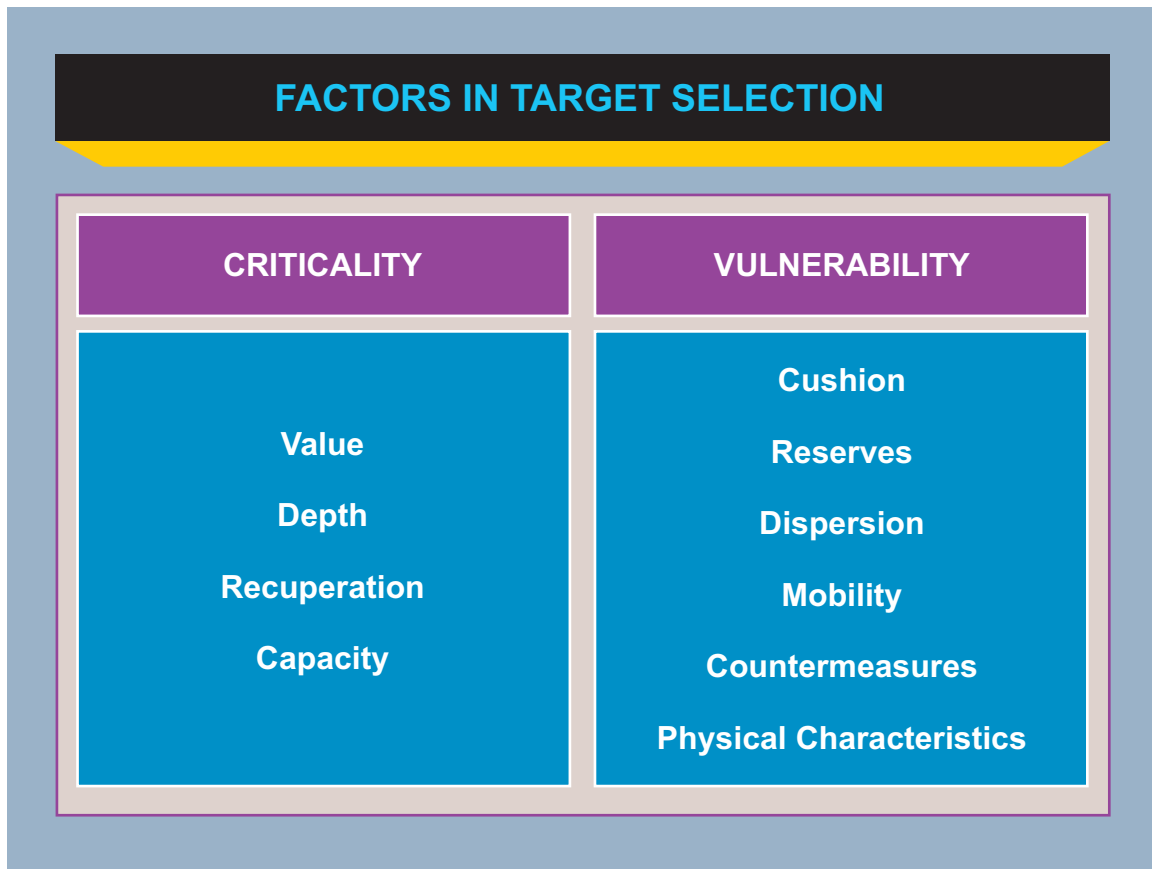 FACTORS IN TARGET SELECTION
CRITICALITY
Value
Depth
Recuperation
Capacity
VULNERABILITY
Cushion
Reserves
Dispersion
Mobility
Countermeasures
Physical Characteristics